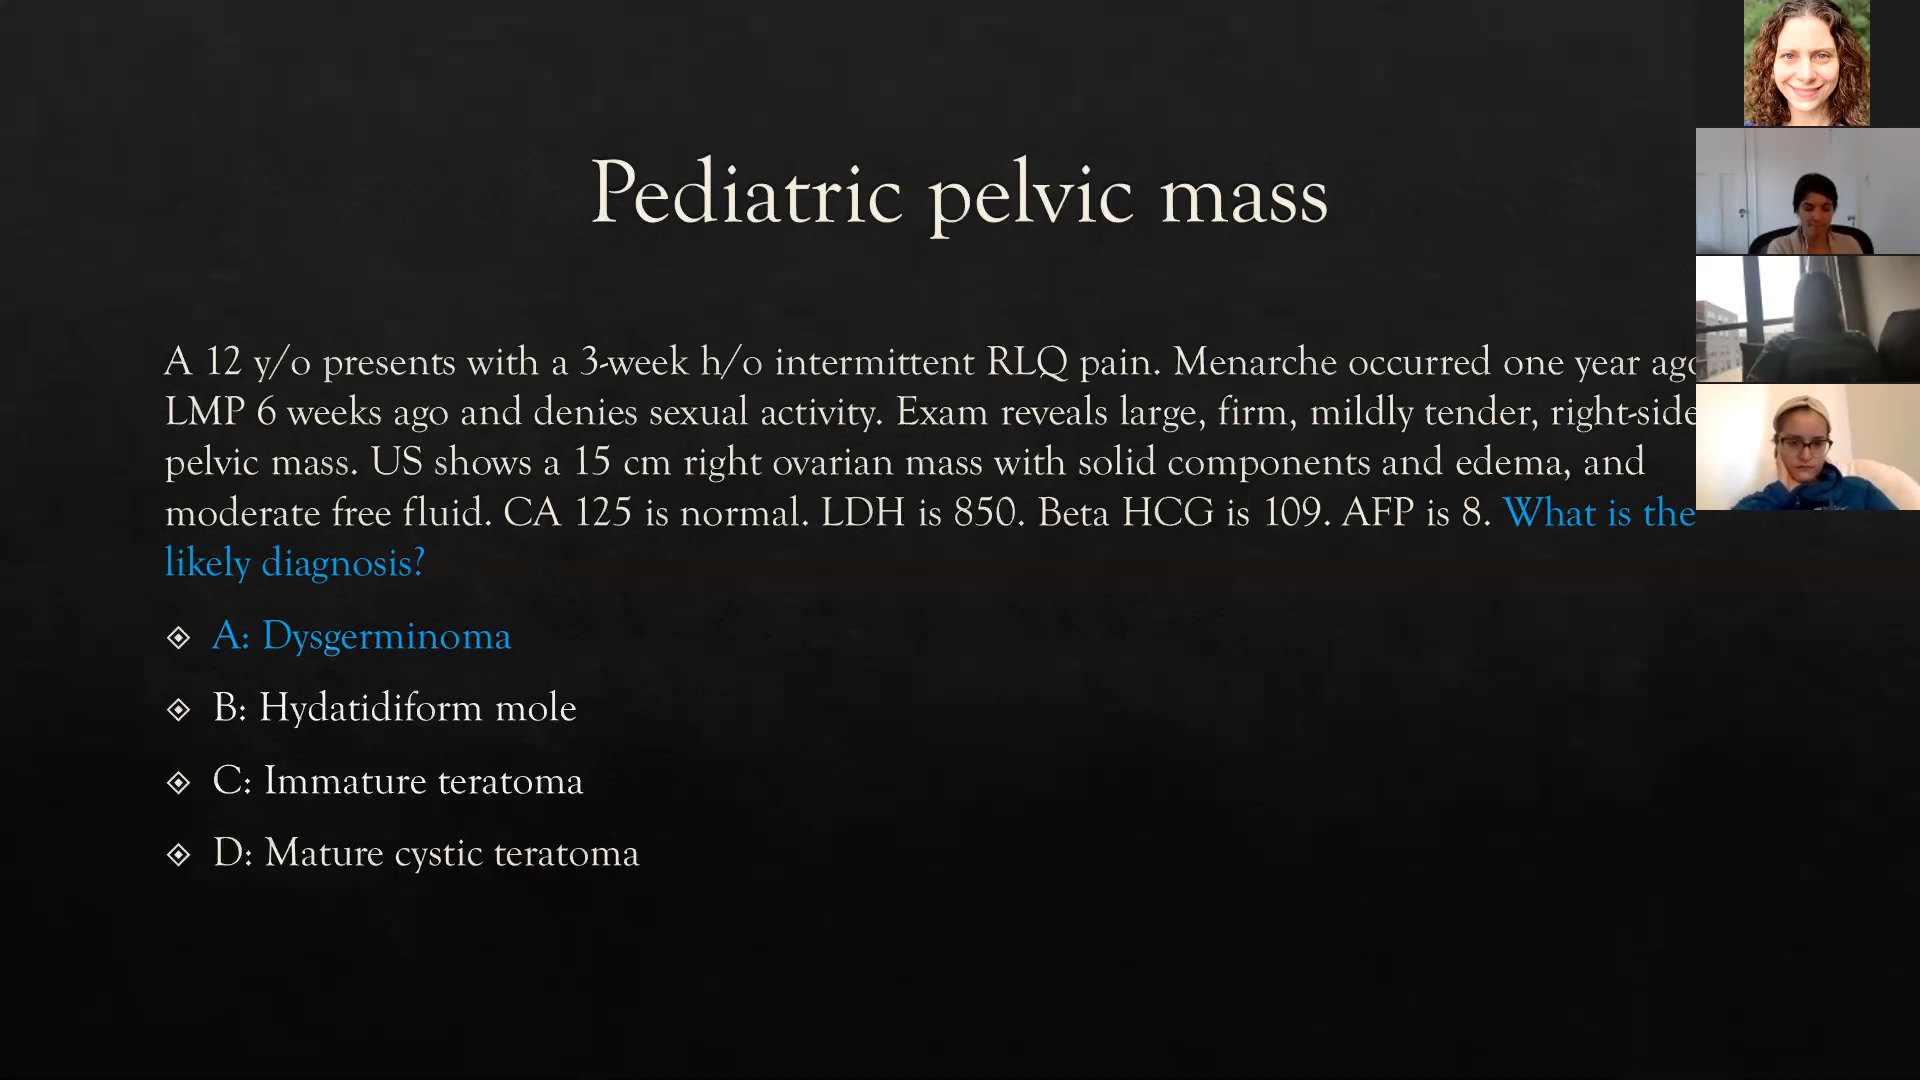 Pediatric pelvic mass
A 12 y/o presents with a 3-week h/o intermittent RLQ pain. Menarche occurred one year
LMP 6 weeks ago and denies sexual activity. Exam reveals large, firm, mildly tender,
pelvic mass. US shows a 15 cm right ovarian mass with solid components and edema, and
moderate free fluid. CA 125 is normal. LDH is 850. Beta HCG is 109. AFP is 8. What is the
likely diagnosis?
A: Dysgerminoma
B: Hydatidiform mole
C: Immature teratoma
D: Mature cystic teratoma